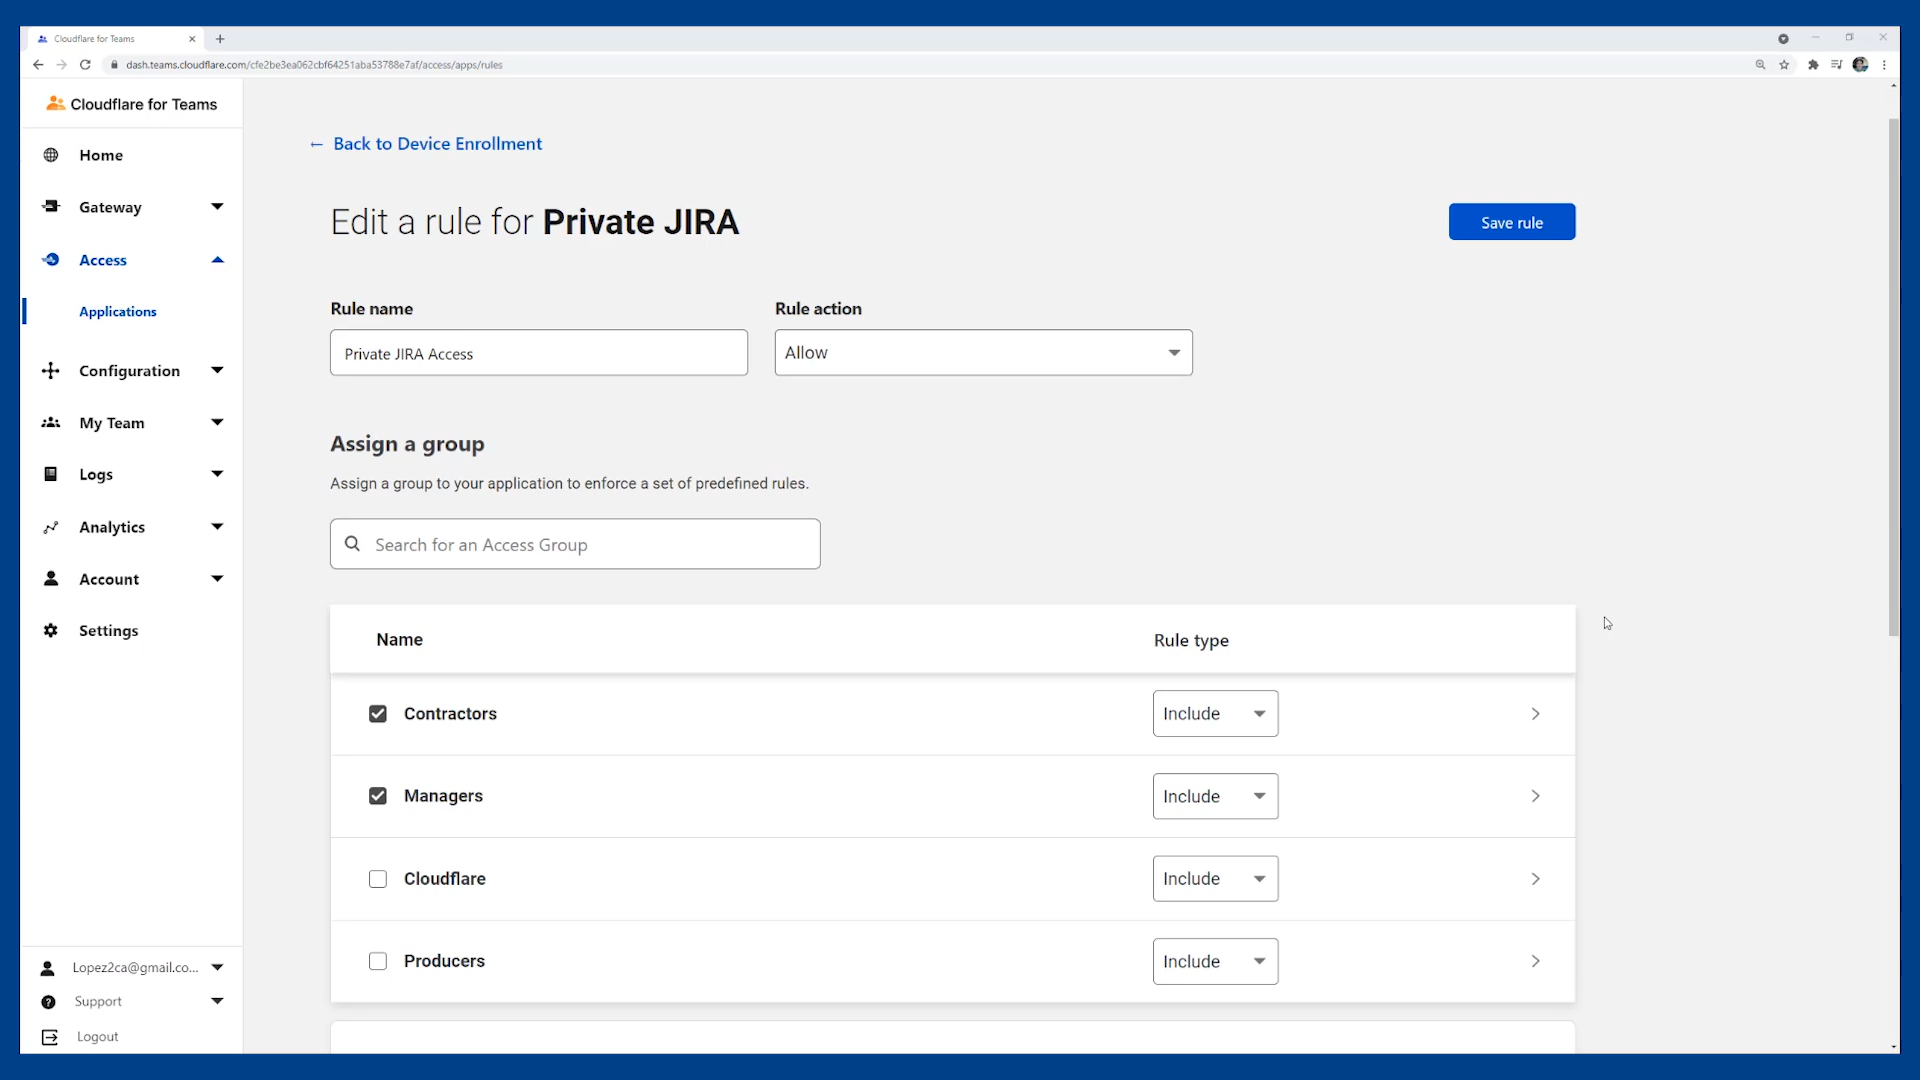 Cloudflare for Teams
dash.teams.cloudflare.com/cfe2be3ea062cbf64251aba53788e7af/access/apps/rules
Cloudflare for Teams
Home
Gateway
Access
Applications
Configuration
My Team
Logs
Analytics
Account
Settings
Lopez2ca@gmail.co...
Support
Logout
← Back to Device Enrollment
Edit a rule for Private JIRA
Save rule
Rule name
Rule action
Private JIRA Access
Allow
Assign a group
Assign a group to your application to enforce a set of predefined rules.
Search for an Access Group
Name
Rule type
Contractors
Include
Managers
Include
Cloudflare
Include
Producers
Include